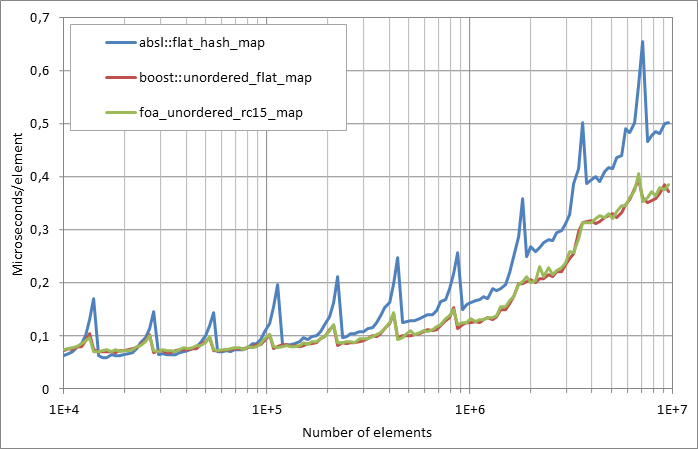 0,7
0,6
0,5
0,4
0,3
0,2
0,1
0
Microseconds/element
absl::flat_hash_map
boost::unordered_flat_map
foa_unordered_rc15_map
1E+4
1E+5
1E+6
1E+7
Number of elements